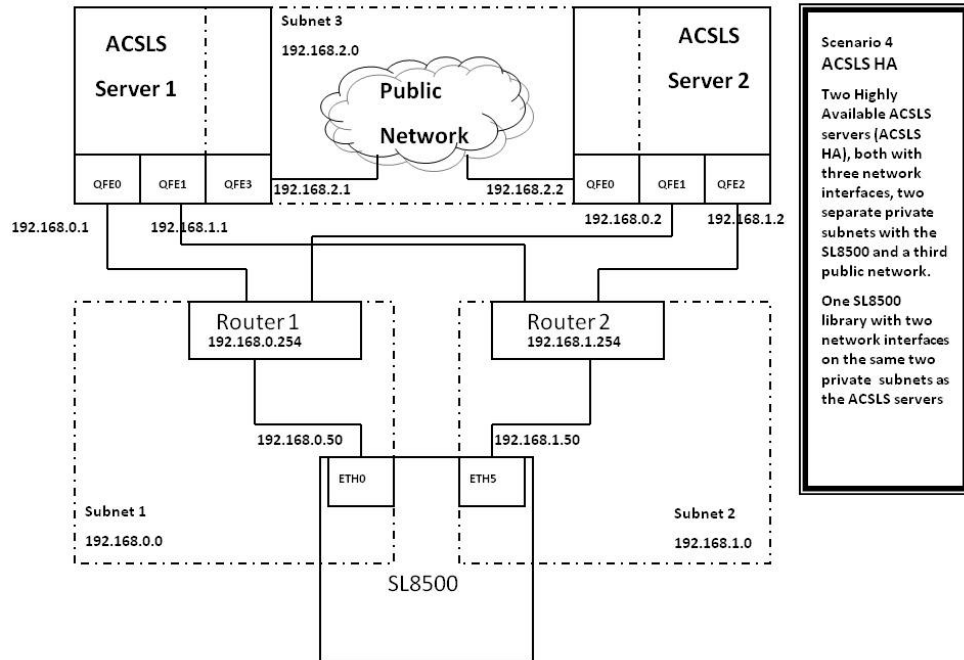 Subnet 3
192.168.2.0
ACSLS
Server 1
Public
Network
ACSLS
Server 2
QFE0
QFE1
QFE3
192.168.2.1
192.168.2.2
QFE0
QFE1
QFE2
192.168.0.1
192.168.1.1
192.168.0.2
192.168.1.2
Router 1
192.168.0.254
Router 2
192.168.1.254
192.168.0.50
192.168.1.50
ETH0
ETH5
Subnet 1
192.168.0.0
Subnet 2
192.168.1.0
SL8500
Scenario 4
ACSLS HA
Two Highly
Available ACSLS
servers (ACSLS
HA), both with
three network
interfaces, two
separate private
subnets with the
SL8500 and a third
public network.
One SL8500
library with two
network interfaces
on the same two
private subnets as
the ACSLS servers